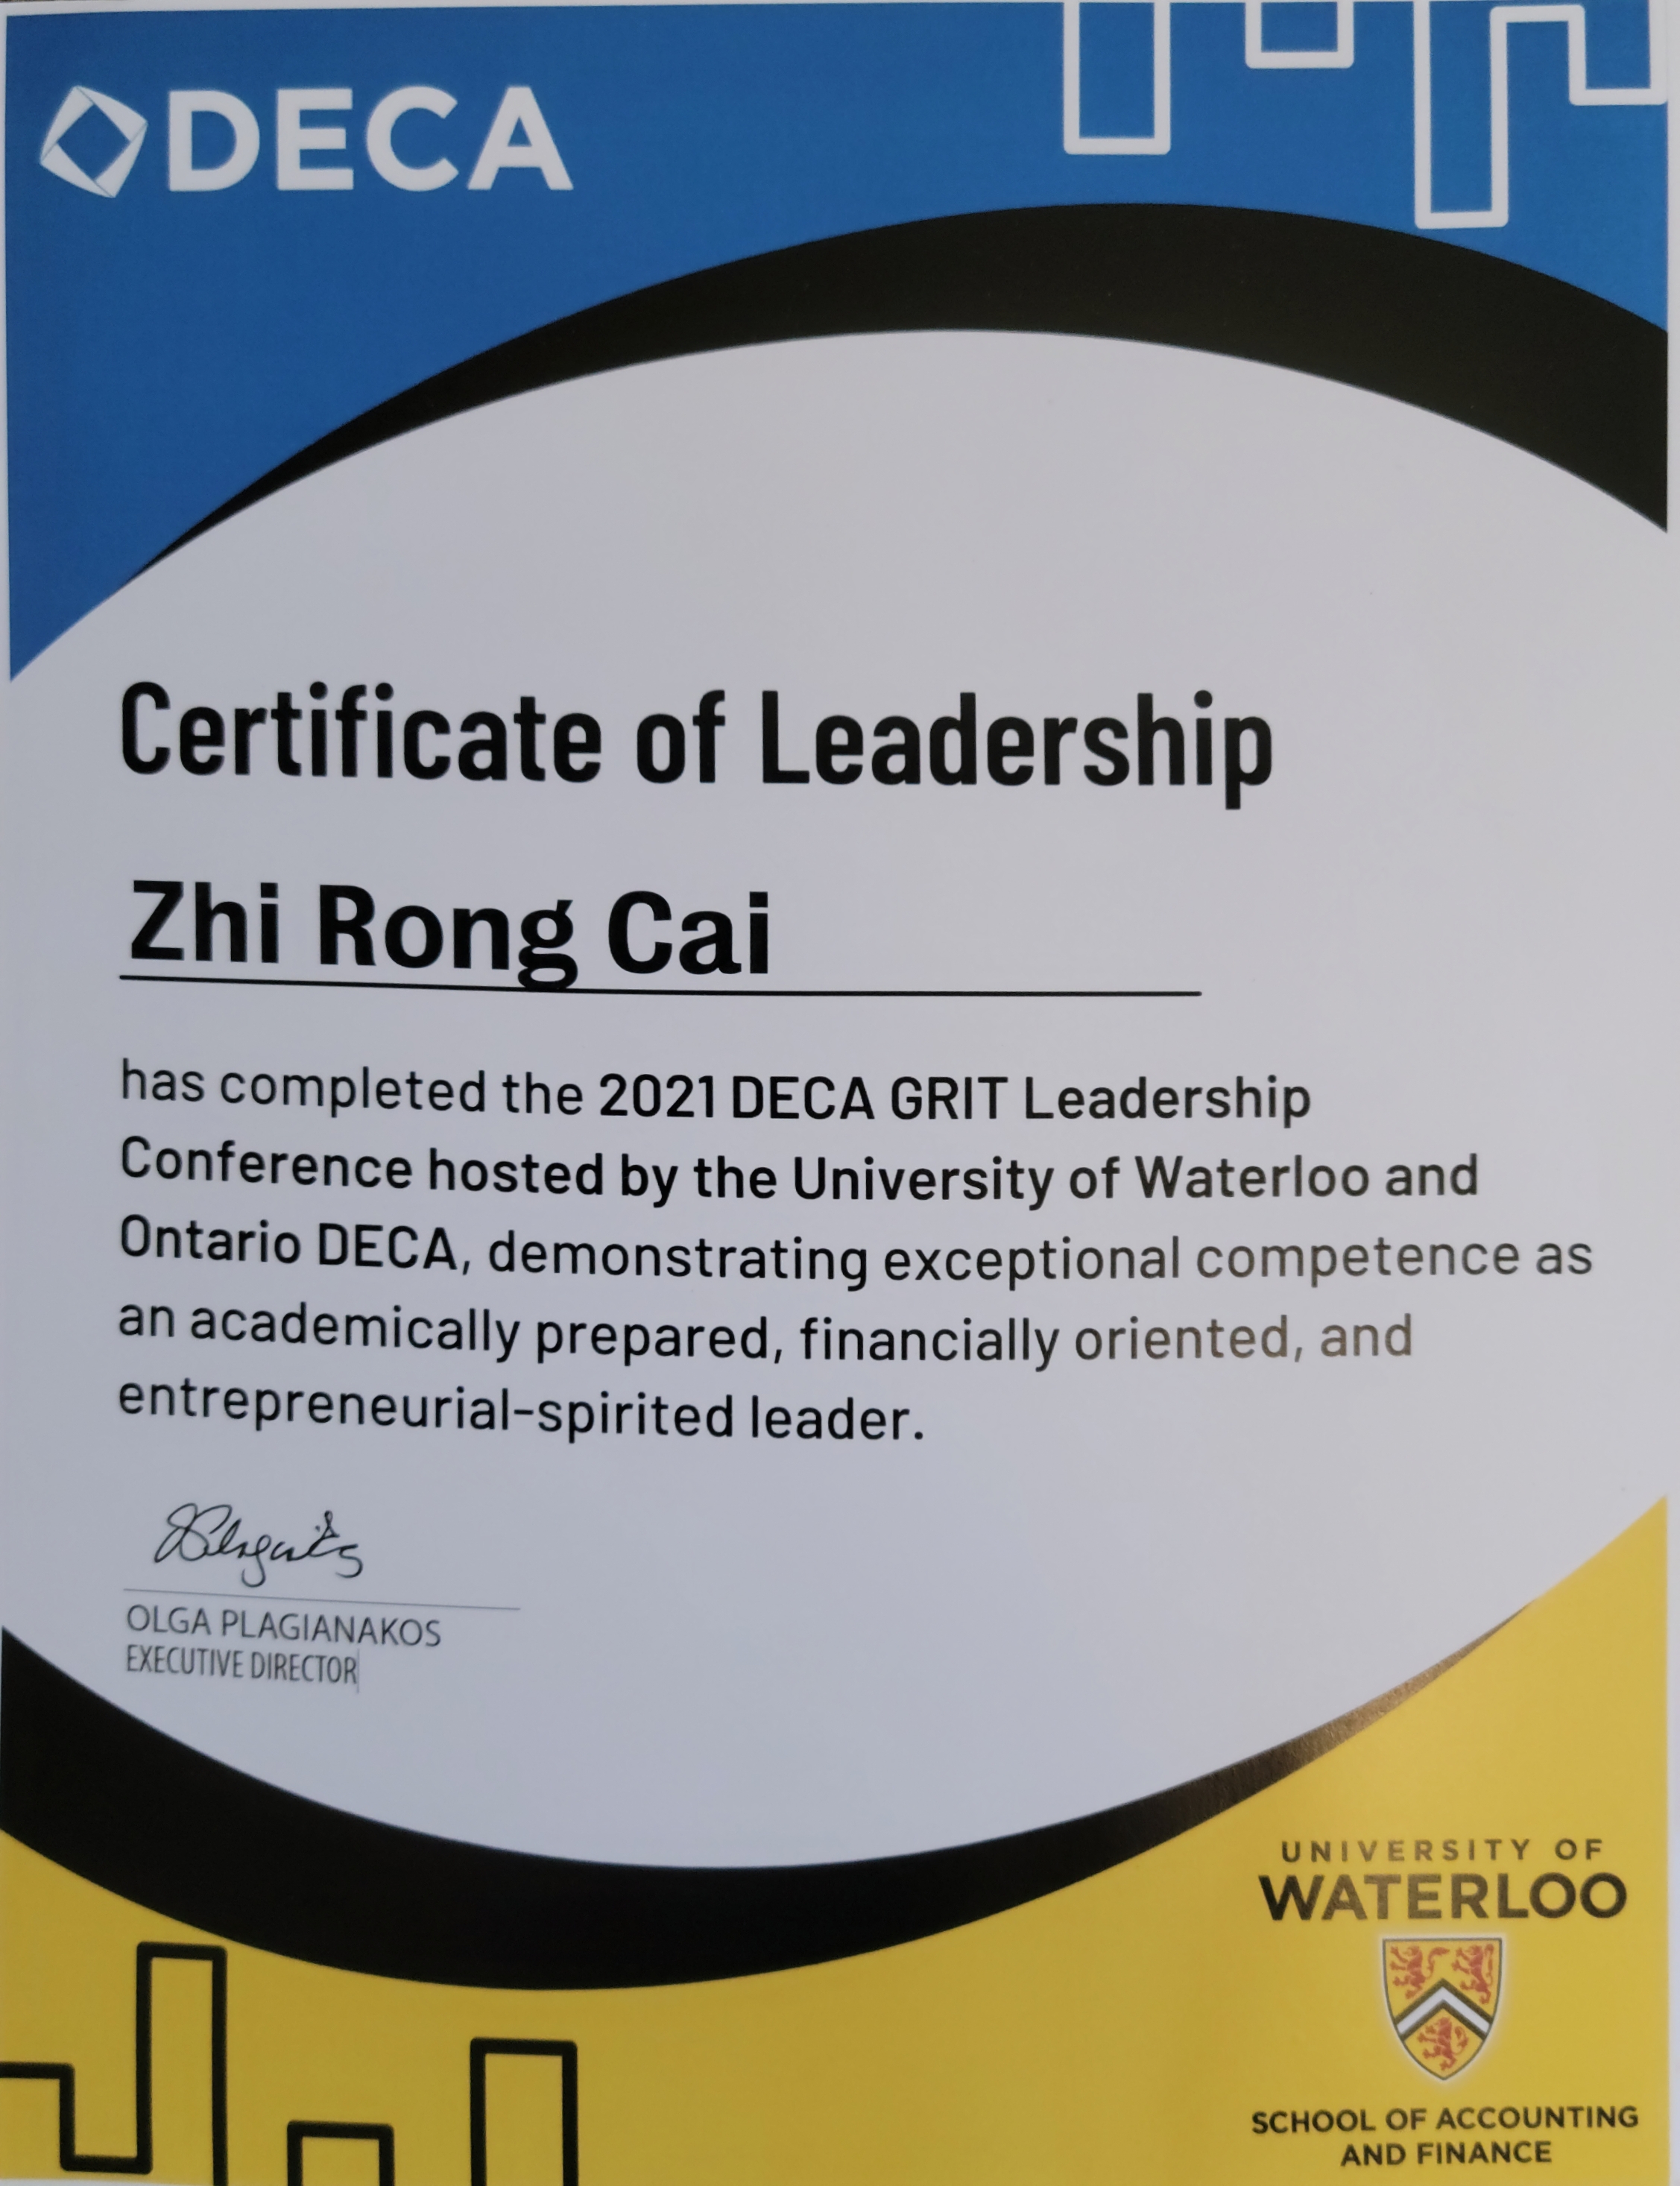 DECA
Certificate of Leadership
Zhi Rong Cai
has completed the 2021 DECA GRIT Leadership
Conference hosted by the University of Waterloo and
Ontario DECA, demonstrating exceptional competence as
an academically prepared, financially oriented, and
entrepreneurial-spirited leader.
OLGA PLAGIANAKOS
EXECUTIVE DIRECTOR
UNIVERSITY OF
WATERLOO
SCHOOL OF ACCOUNTING
AND FINANCE